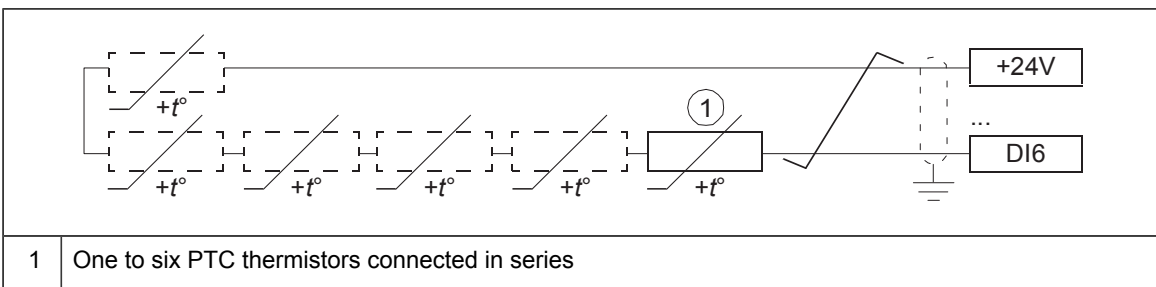 +24V
+t°
1
...
DI6
+t°
+t°
+t°
+t°
+t°
1 One to six PTC thermistors connected in series